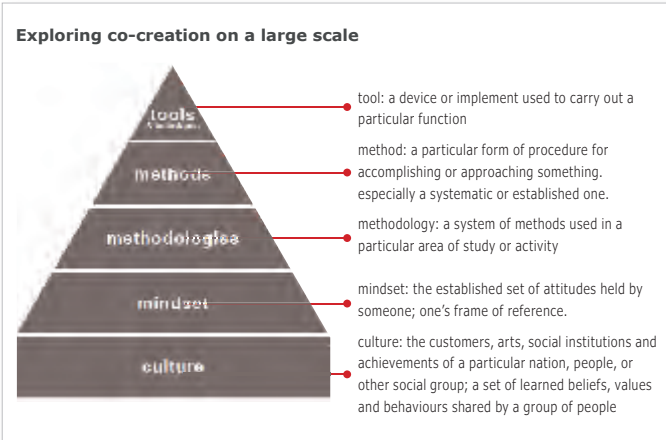 Exploring co-creation on a large scale
tools
tool: a device or implement used to carry out a
particular function
methods
method: a particular form of procedure for
accomplishing or approaching something.
especially a systematic or established one.
methodologies
methodology: a system of methods used in a
particular area of study or activity
mindset
mindset: the established set of attitudes held by
someone; one's frame of reference.
culture
culture: the customers, arts, social institutions and
achievements of a particular nation, people, or
other social group; a set of learned beliefs, values
and behaviours shared by a group of people